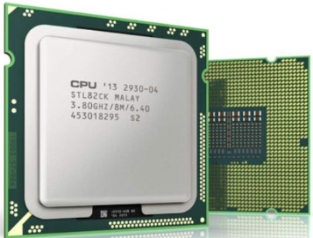 CPU '13 2930-04
STL82CK MALAY
3.80GHZ/8M/6.40
453018295 S2